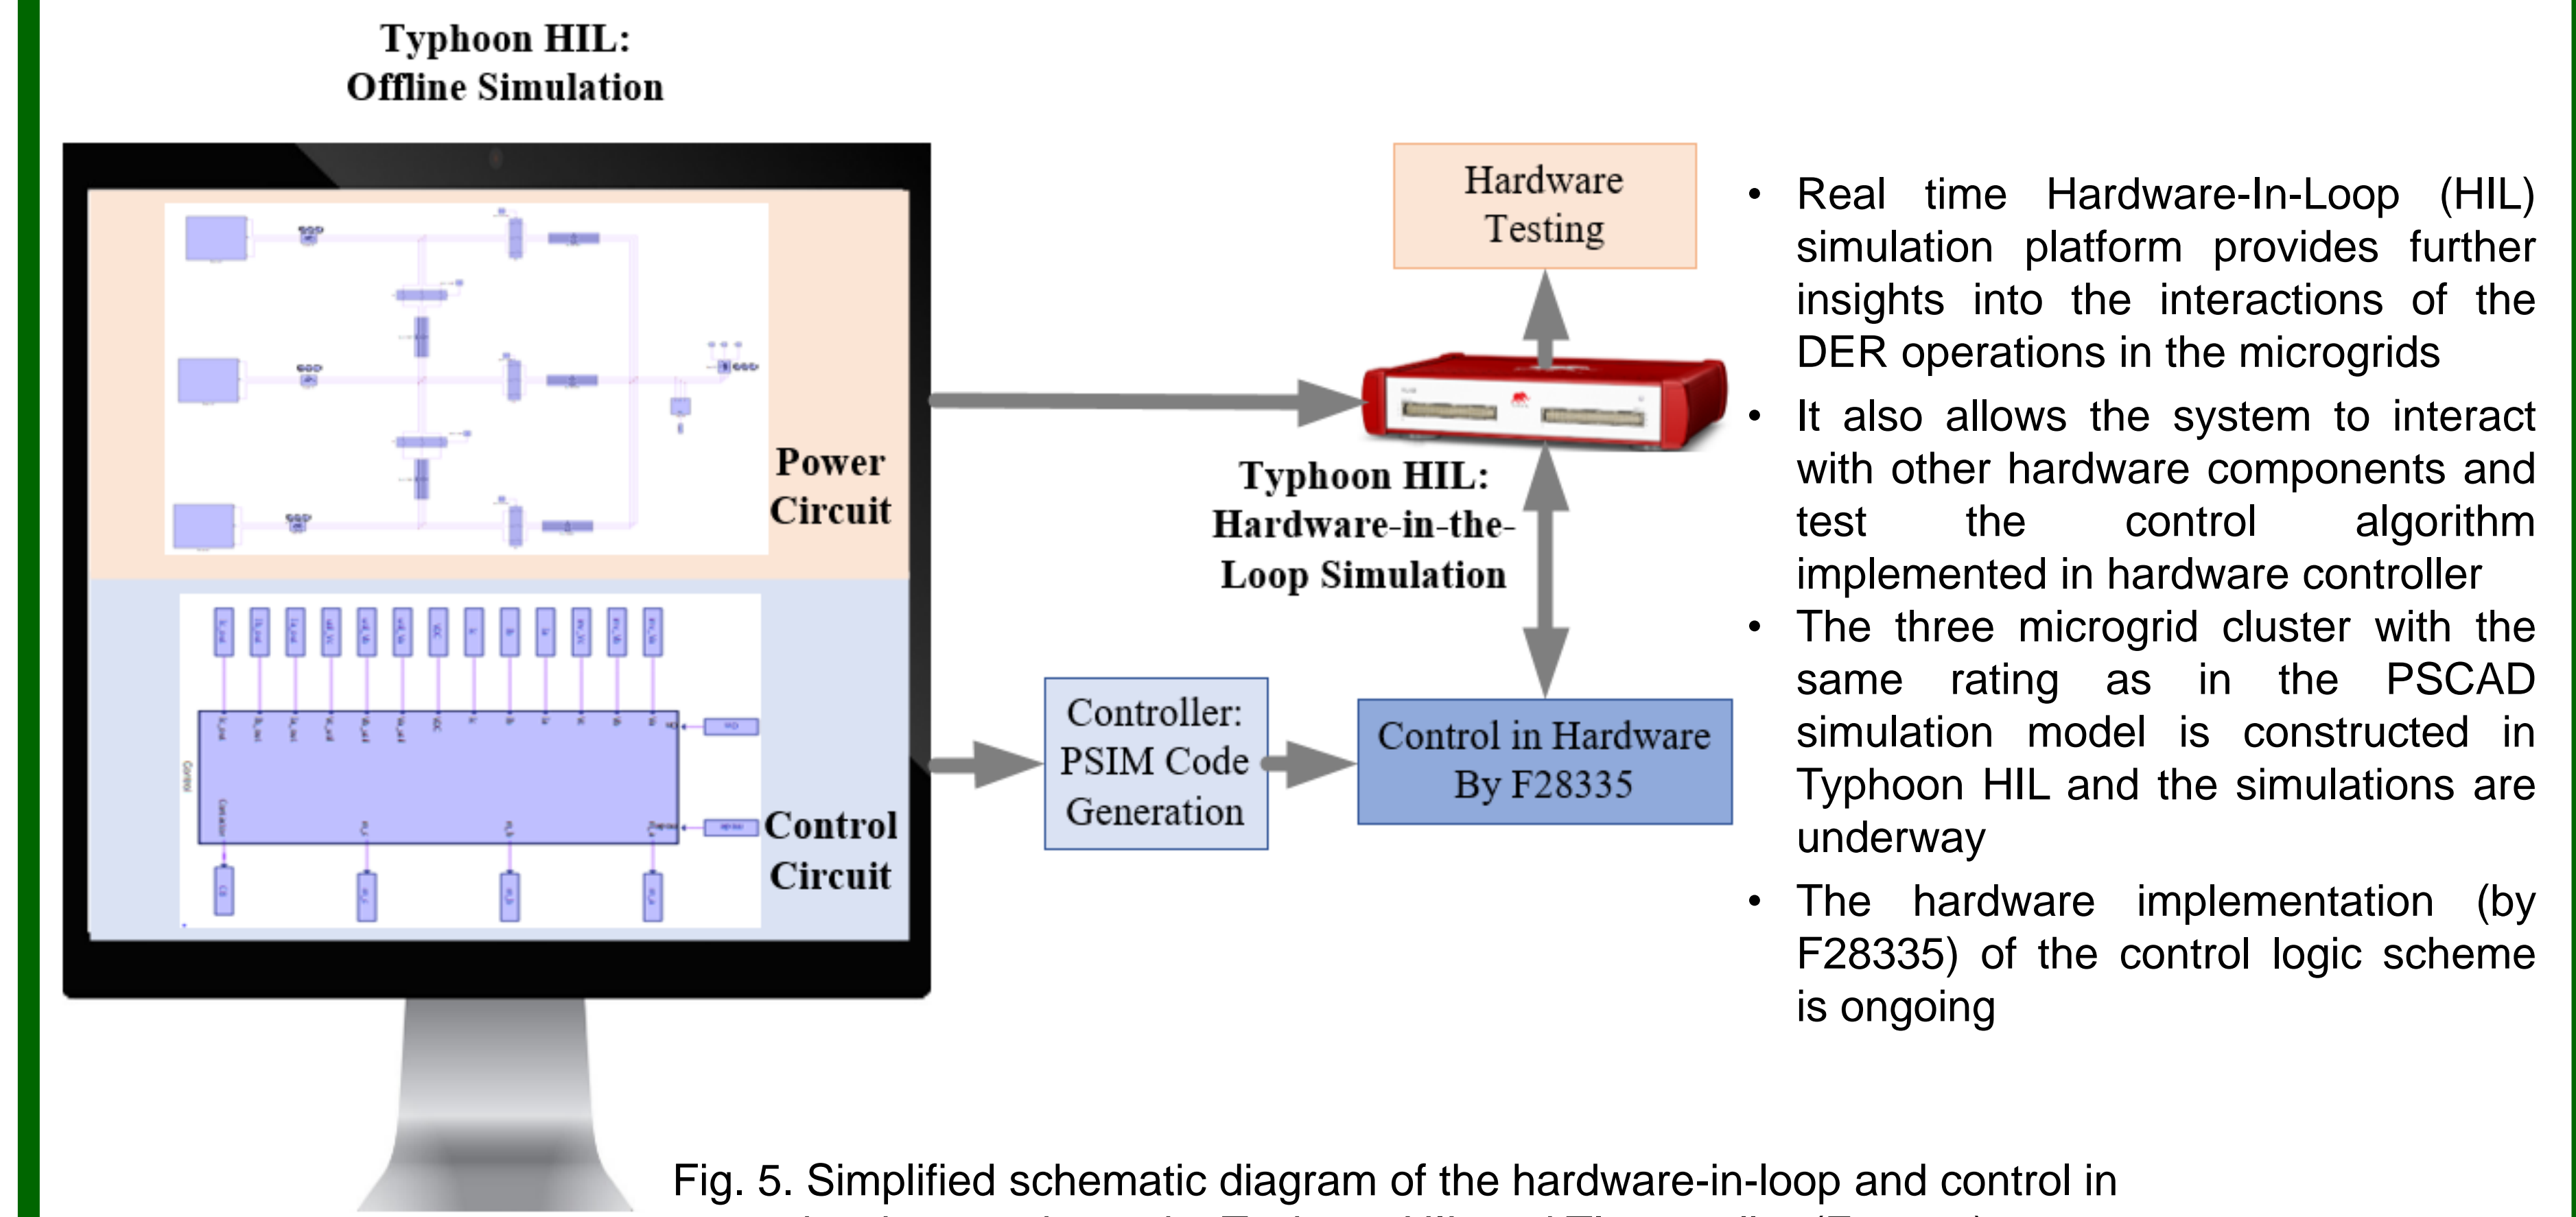 Typhoon HIL:
Offline Simulation
Power
Circuit
Control
Circuit
Hardware
Testing
Typhoon HIL:
Hardware-in-the-
Loop Simulation
Controller:
PSIM Code
Generation
Control in Hardware
By F28335
• Real time Hardware-In-Loop (HIL)
simulation platform provides further
insights into the interactions of the
DER operations in the microgrids
• It also allows the system to interact
with other hardware components and
test the control algorithm
implemented in hardware controller
• The three microgrid cluster with the
same rating as in the PSCAD
simulation model is constructed in
Typhoon HIL and the simulations are
underway
• The hardware implementation (by
F28335) of the control logic scheme
is ongoing
Fig. 5. Simplified schematic diagram of the hardware-in-loop and control in